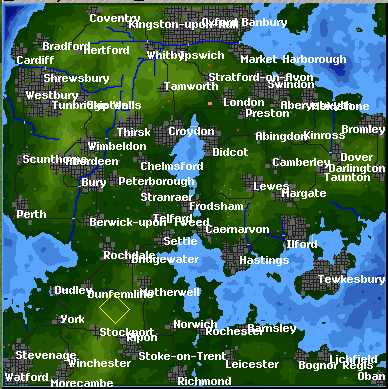 Coventry
Kingston-upon-Hull
Oxford Banbury
Bradford
Hertford
Cardiff
Whitby
Ipswich
Market Harborough
Shrewsbury
Stratford-on-Avon
Swindon
Tamworth
Westbury
Tunbridge Wells
London
Preston
Aberystwyth
Maidstone
Thirsk
Croydon
Abingdon
Kinross
Bromley
Wimbeldon
Didcot
Scunthorpe
Aberdeen
Chelmsford
Camberley
Dover
Darlington
Taunton
Bury
Peterborough
Lewes
Margate
Stranraer
Frodsham
Perth
Berwick-upon-Tweed
Telford
Caernarvon
Settle
Ilford
Rochdale
Bridgewater
Hastings
Tewkesbury
Dudley
Dunfermline
Motherwell
York
Stockport
Ripon
Norwich
Rochester
Barnsley
Stevenage
Winchester
Stoke-on-Trent
Leicester
Lichfield
Bognor Regis
Watford
Morecambe
Richmond
Oban